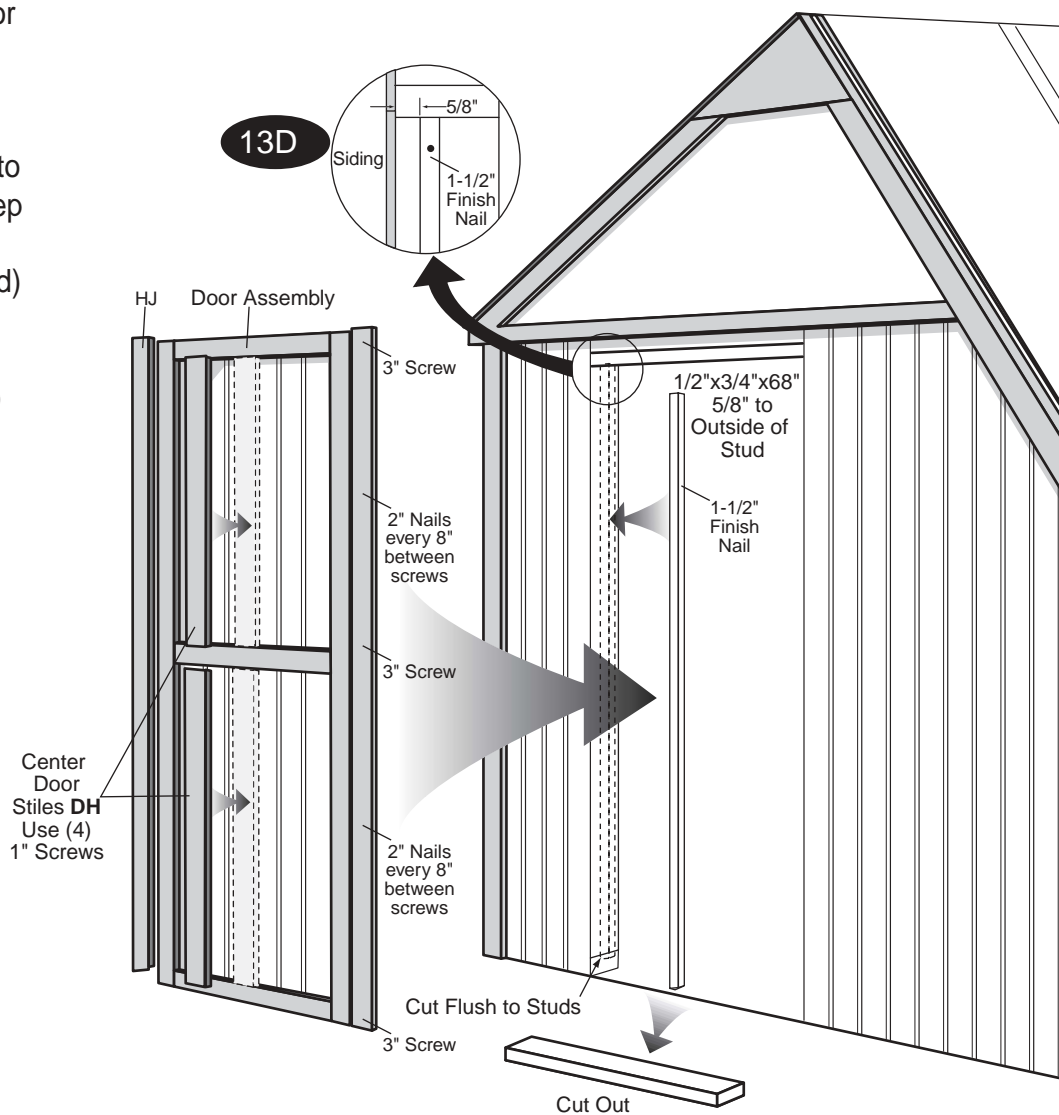 or
to
ep
d)
13D
5/8"
Siding
1-1/2"
Finish
Nail
HJ
Door Assembly
3" Screw
1/2"x3/4"x68"
5/8" to
Outside of
Stud
1-1/2"
Finish
Nail
2" Nails
every 8"
between
screws
3" Screw
Center
Door
Stiles DH
Use (4)
1" Screws
2" Nails
every 8"
between
screws
Cut Flush to Studs
3" Screw
Cut Out